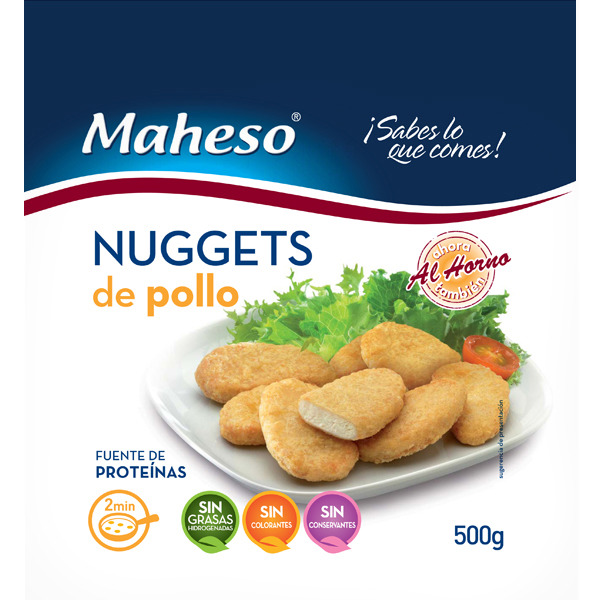 Maheso®
¡Sabes lo
que comes!
NUGGETS
de pollo
ahora
Al Horno
también
FUENTE DE
PROTEÍNAS
2min
SIN
GRASAS
HIDROGENADAS
SIN
COLORANTES
SIN
CONSERVANTES
500g
sugerencia de presentación